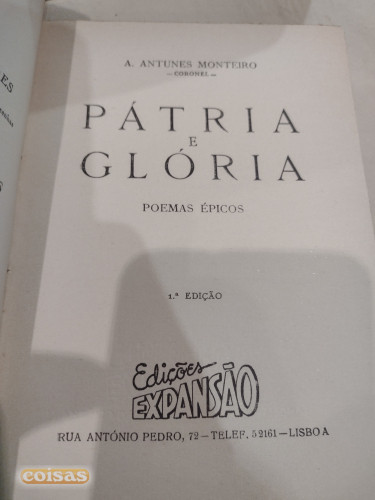 A. ANTUNES MONTEIRO
— CORONEL —
PÁTRIA
E
GLÓRIA
POEMAS ÉPICOS
1.ª EDIÇÃO
Edições
EXPANSÃO
RUA ANTÓNIO PEDRO, 72 — TELEF. 52161 — LISBOA
coisas